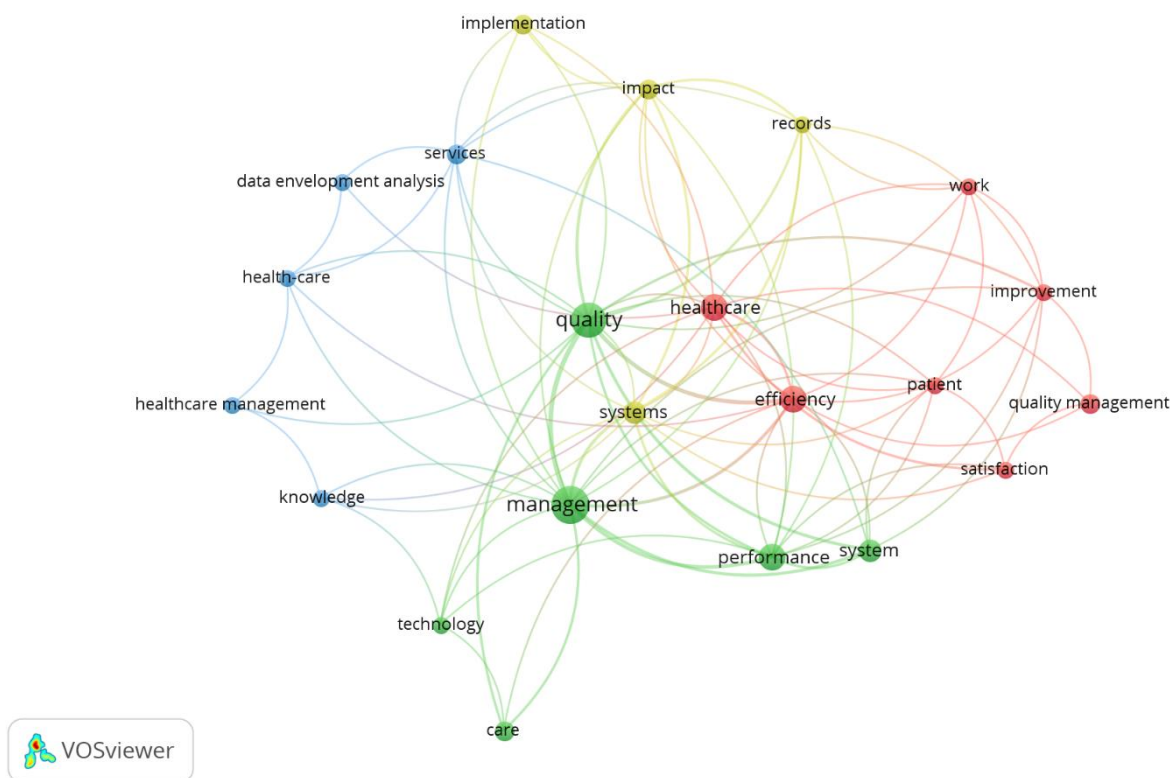 implementation
impact
records
services
data envelopment analysis
work
health-care
improvement
healthcare
quality
patient
efficiency
quality management
healthcare management
systems
satisfaction
knowledge
management
system
performance
technology
care
VOSviewer